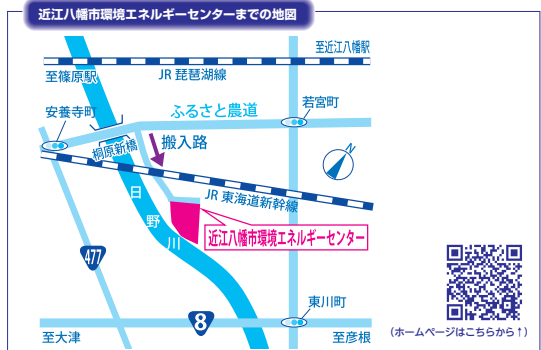 近江八幡市環境エネルギーセンターまでの地図
至近江八幡駅
至篠原駅
JR 琵琶湖線
安養寺町
ふるさと農道
若宮町
桐原新橋
搬入路
N
JR 東海道新幹線
日野川
近江八幡市環境エネルギーセンター
477
8
東川町
至大津
至彦根
(ホームページはこちらから↑)